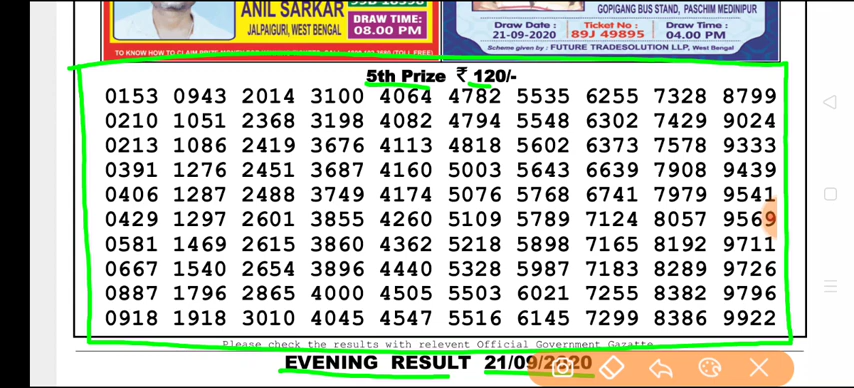 ANIL SARKAR
JALPAIGURI, WEST BENGAL
DRAW TIME:
08.00 PM
GOPIGANG BUS STAND, PASCHIM MEDINIPUR
Draw Date :
21-09-2020
Ticket No :
89J 49895
Draw Time :
04.00 PM
Scheme given by : FUTURE TRADESOLUTION LLP, West Bengal
5th Prize ₹ 120/-
0153 0943 2014 3100 4064 4782 5535 6255 7328 8799
0210 1051 2368 3198 4082 4794 5548 6302 7429 9024
0213 1086 2419 3676 4113 4818 5602 6373 7578 9333
0391 1276 2451 3687 4160 5003 5643 6639 7908 9439
0406 1287 2488 3749 4174 5076 5768 6741 7979 9541
0429 1297 2601 3855 4260 5109 5789 7124 8057 9569
0581 1469 2615 3860 4362 5218 5898 7165 8192 9711
0667 1540 2654 3896 4440 5328 5987 7183 8289 9726
0887 1796 2865 4000 4505 5503 6021 7255 8382 9796
0918 1918 3010 4045 4547 5516 6145 7299 8386 9922
Please check the results with relevent Official Government Gazatte
EVENING RESULT 21/09/2020